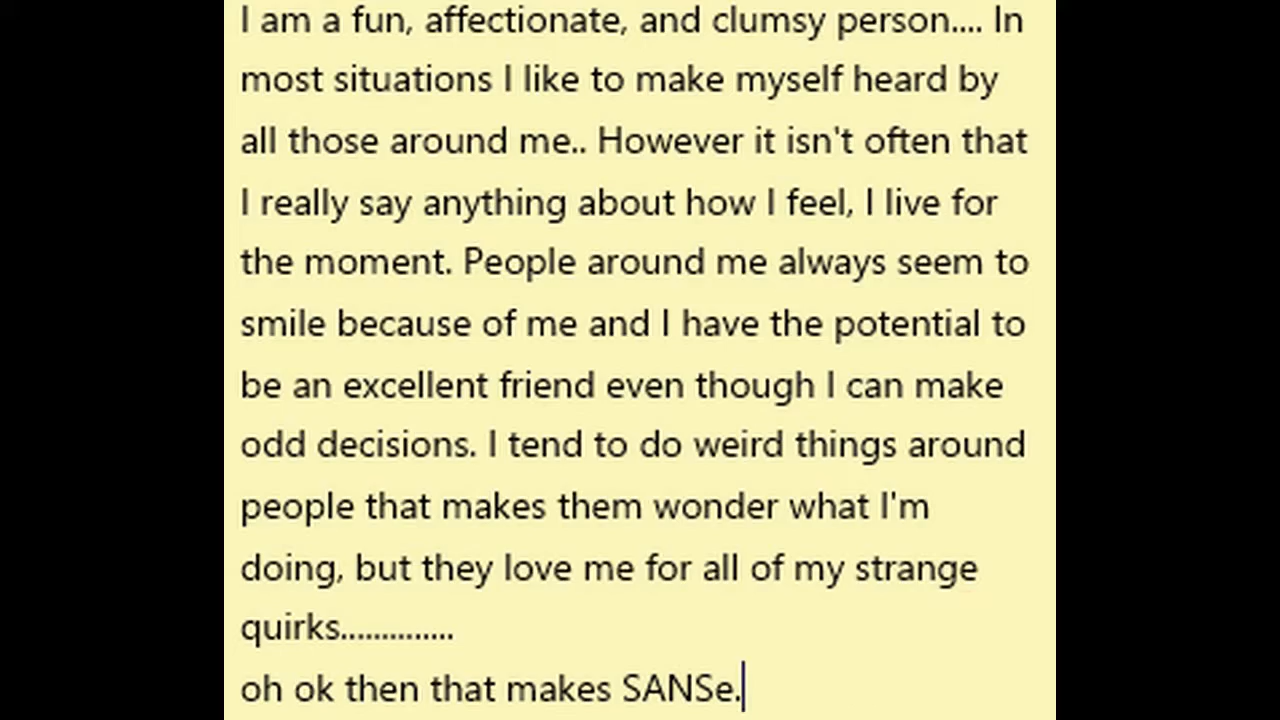 I am a fun, affectionate, and clumsy person.... In
most situations I like to make myself heard by
all those around me.. However it isn't often that
I really say anything about how I feel, I live for
the moment. People around me always seem to
smile because of me and I have the potential to
be an excellent friend even though I can make
odd decisions. I tend to do weird things around
people that makes them wonder what I'm
doing, but they love me for all of my strange
quirks..............
oh ok then that makes SANSe.